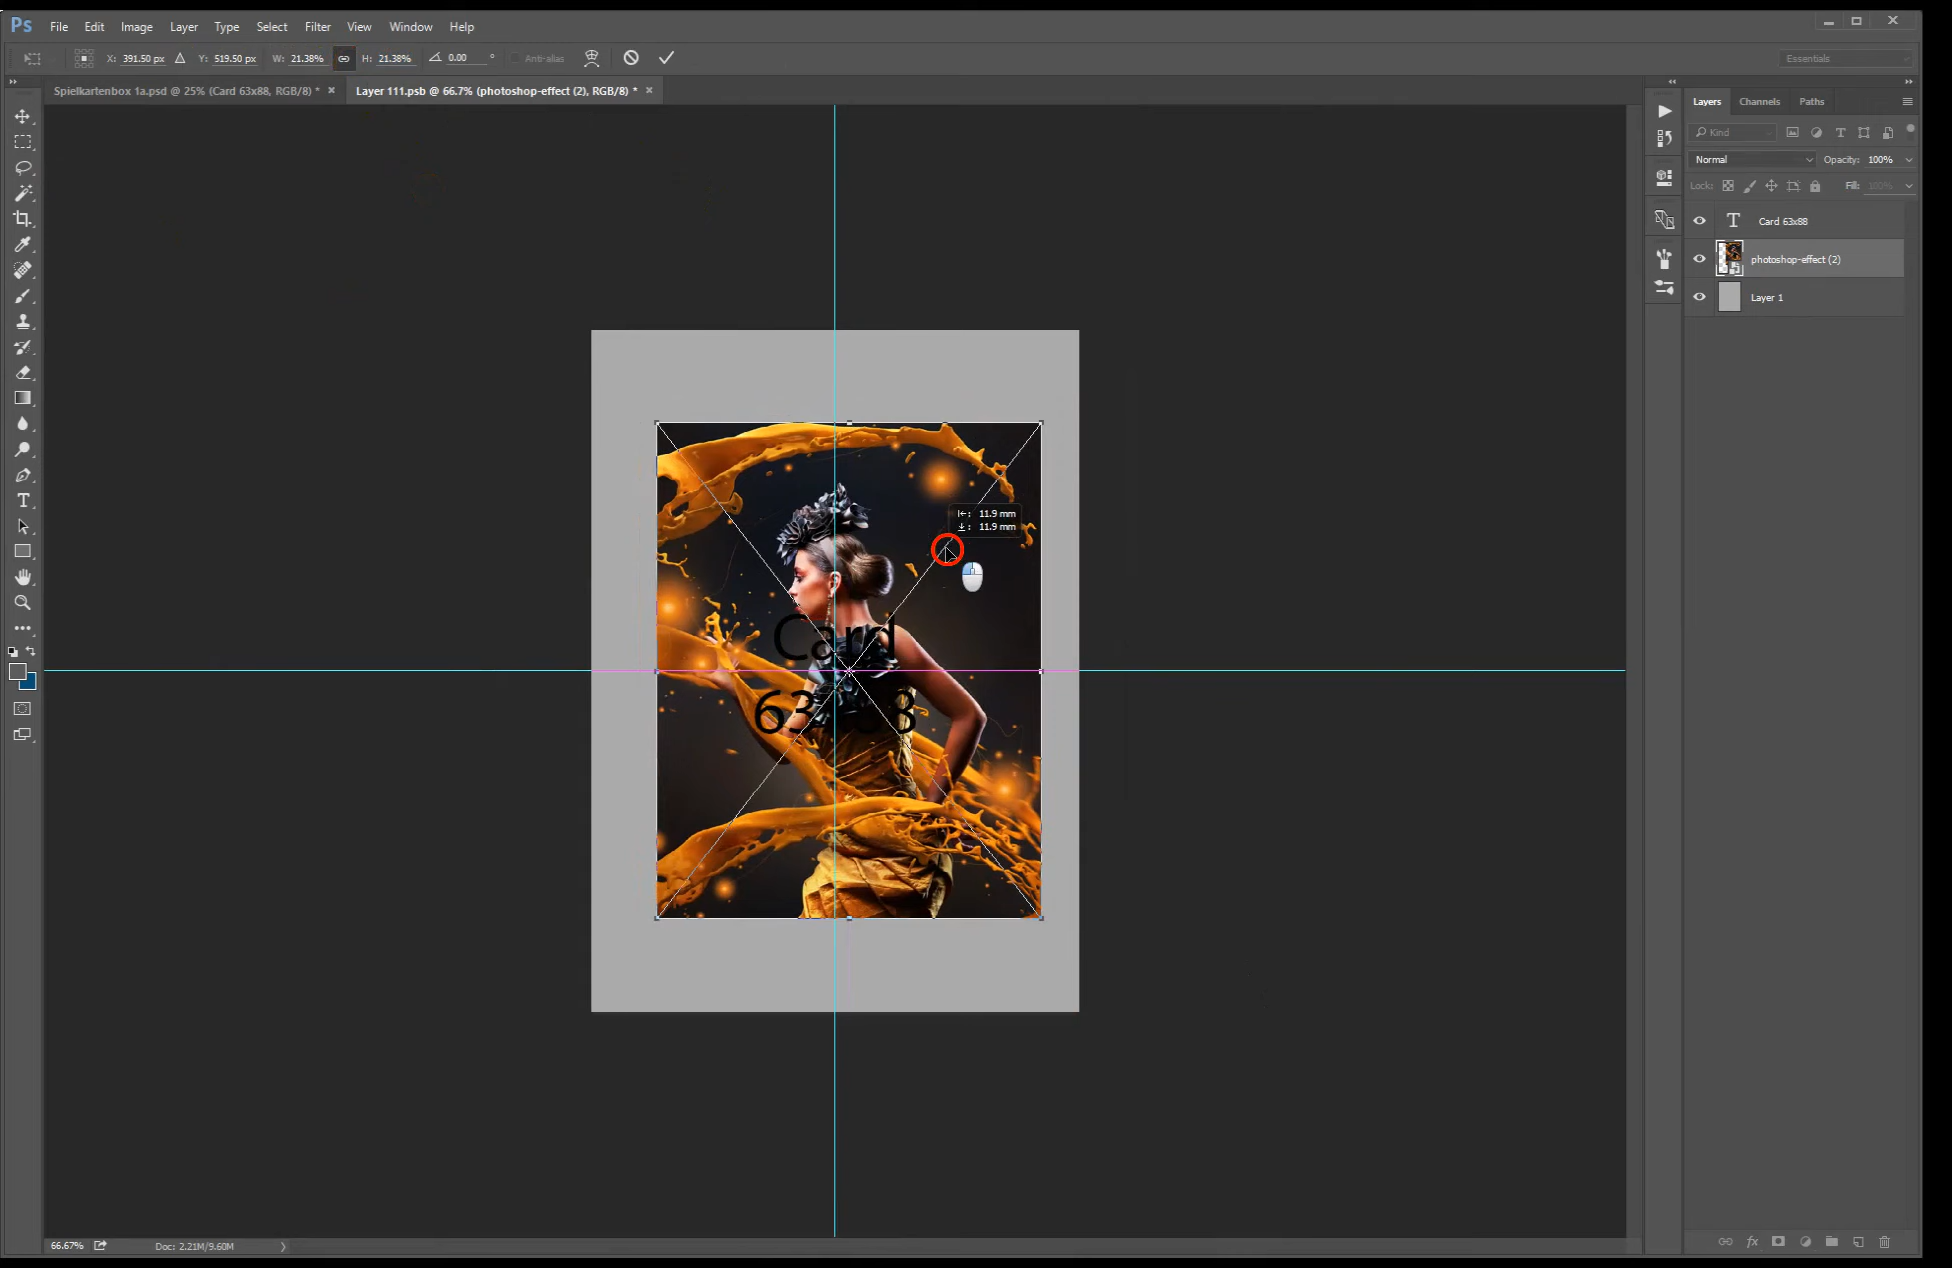 Ps File Edit Image Layer Type Select Filter View Window Help
X: 391.50 px Y: 519.50 px W: 21.38% H: 21.38% 0.00 ° Anti-alias Essentials
Spielkartenbox 1a.psd @ 25% (Card 63x88, RGB/8) * × Layer 111.psb @ 66.7% (photoshop-effect (2), RGB/8) * ×
Layers Channels Paths
Kind
Normal Opacity: 100%
Lock: Fill: 100%
Card 63x88
photoshop-effect (2)
Layer 1
11.9 mm
11.9 mm
Card
66.67% Doc: 2.21M/9.60M